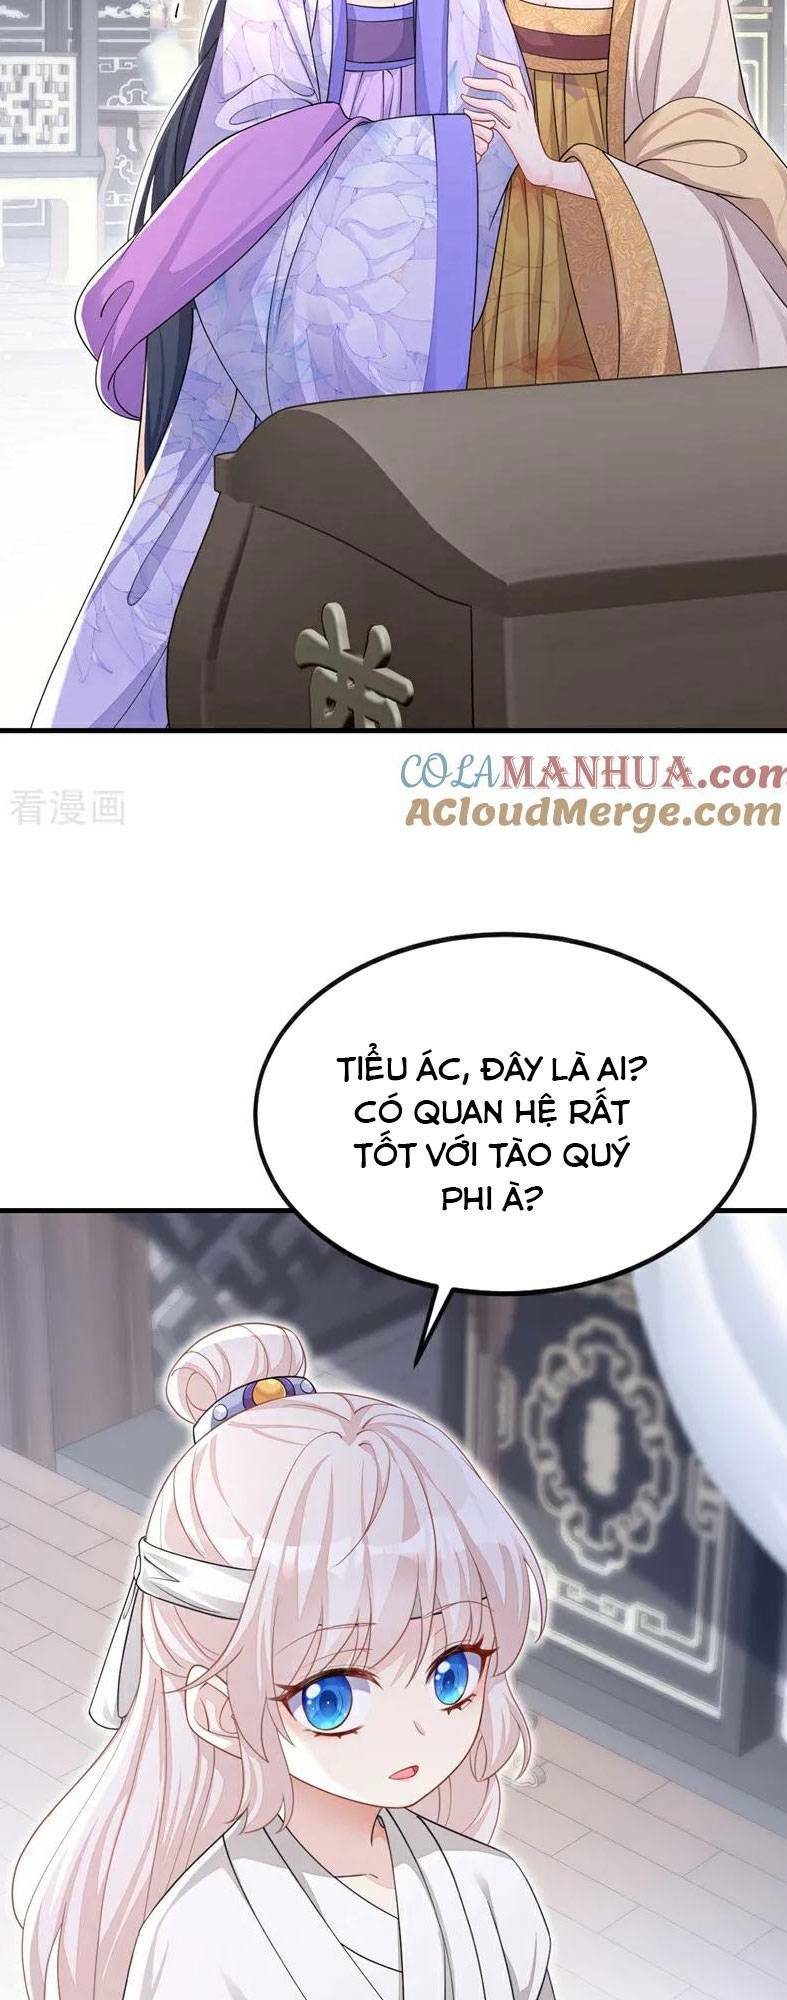 奠
COLAMANHUA.com
看漫画
ACloudMerge.com
TIỂU ÁC, ĐÂY LÀ AI?
CÓ QUAN HỆ RẤT
TỐT VỚI TÀO QUÝ
PHI À?